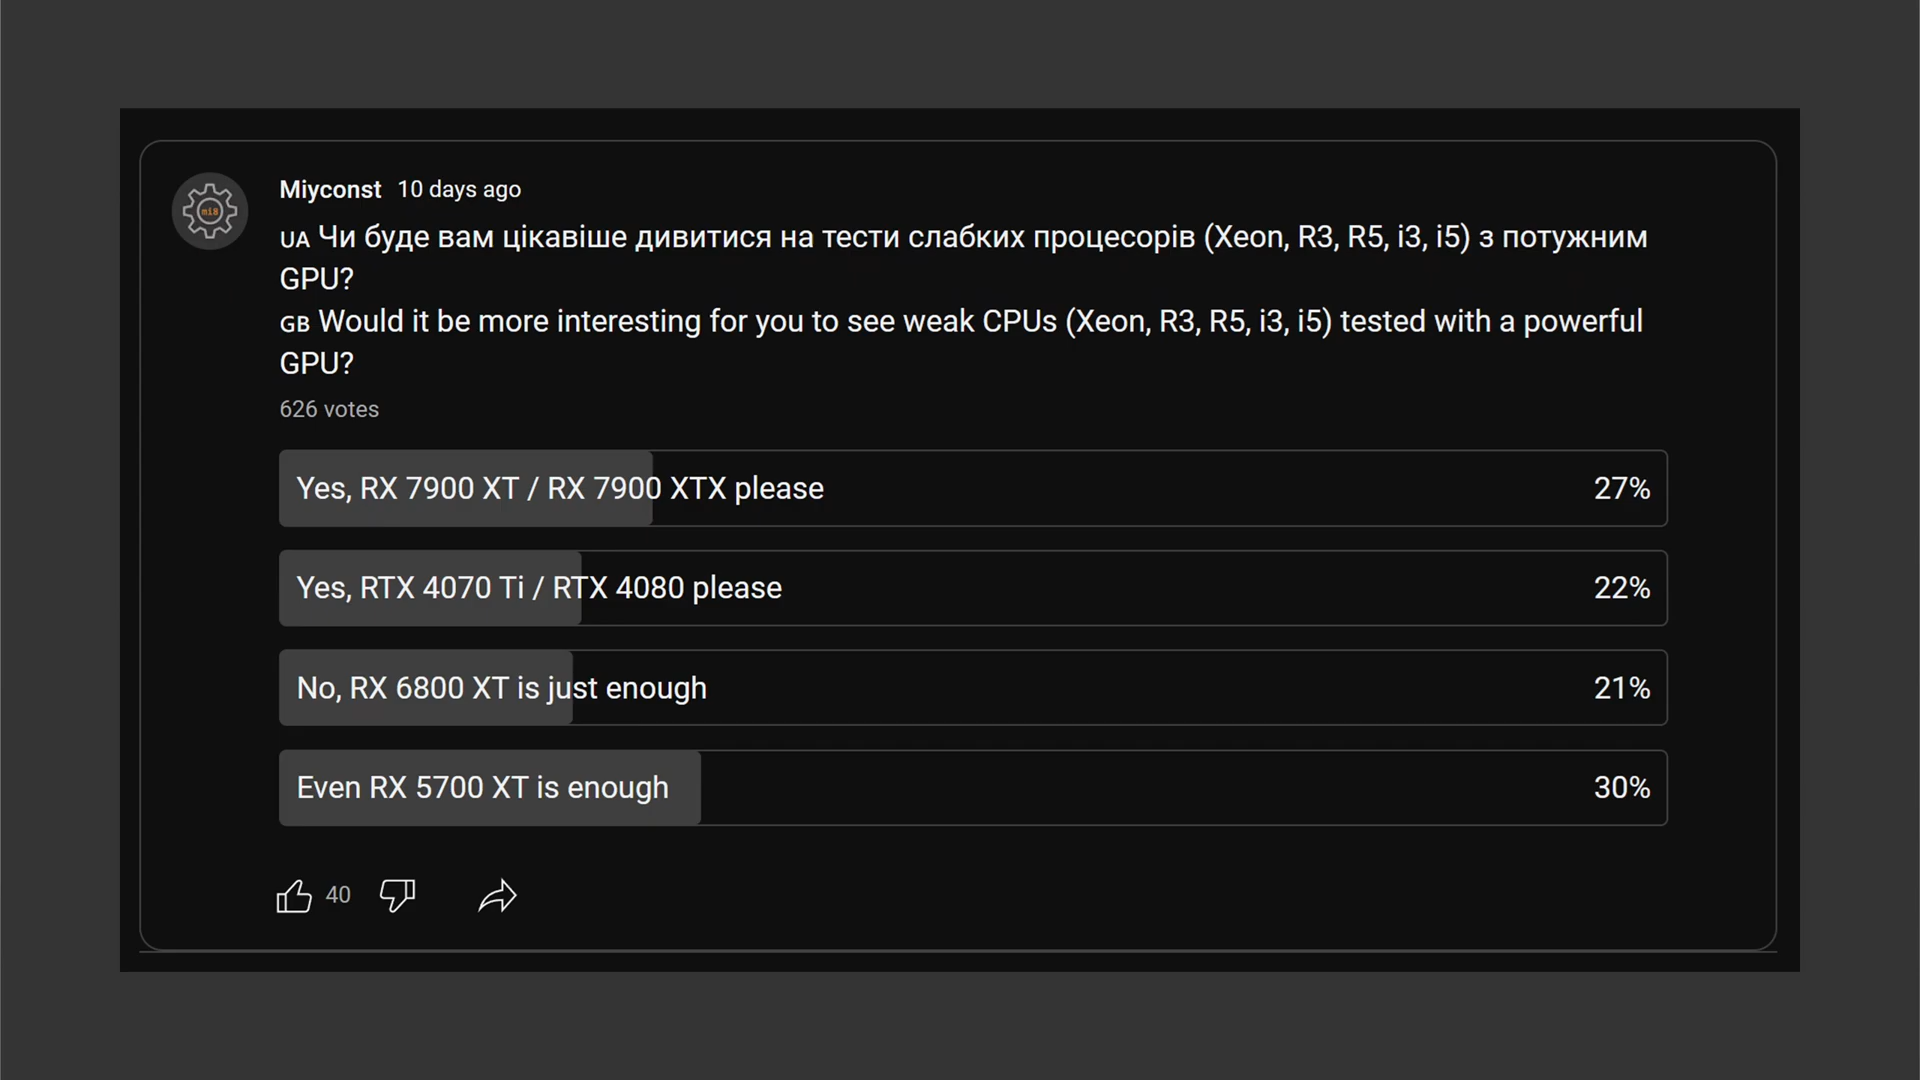 mi8
Miyconst 10 days ago
UA Чи буде вам цікавіше дивитися на тести слабких процесорів (Xeon, R3, R5, i3, i5) з потужним
GPU?
GB Would it be more interesting for you to see weak CPUs (Xeon, R3, R5, i3, i5) tested with a powerful
GPU?
626 votes
Yes, RX 7900 XT / RX 7900 XTX please 27%
Yes, RTX 4070 Ti / RTX 4080 please 22%
No, RX 6800 XT is just enough 21%
Even RX 5700 XT is enough 30%
40